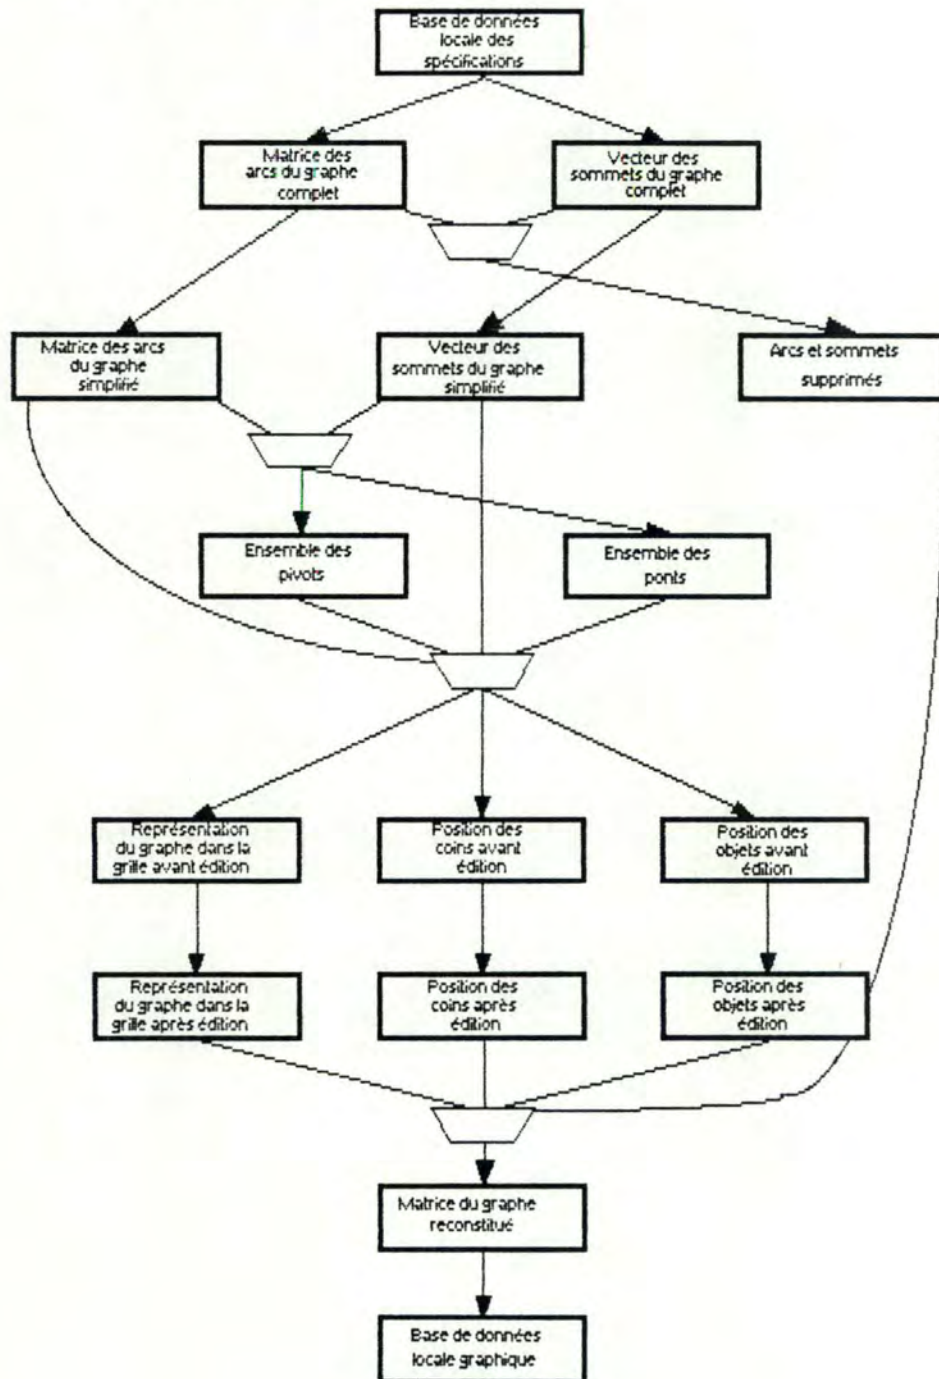 Base de données
locale des
spécifications
Matrice des
arcs du graphe
complet
Vecteur des
sommets du graphe
complet
Matrice des arcs
du graphe
simplifié
Vecteur des
sommets du graphe
simplifié
Arcs et sommets
supprimés
Ensemble des
pivots
Ensemble des
ponts
Représentation
du graphe dans la
grille avant édition
Position des
coins avant
édition
Position des
objets avant
édition
Représentation
du graphe dans la
grille après édition
Position des
coins après
édition
Position des
objets après
édition
Matrice du graphe
reconstitué
Base de données
locale graphique